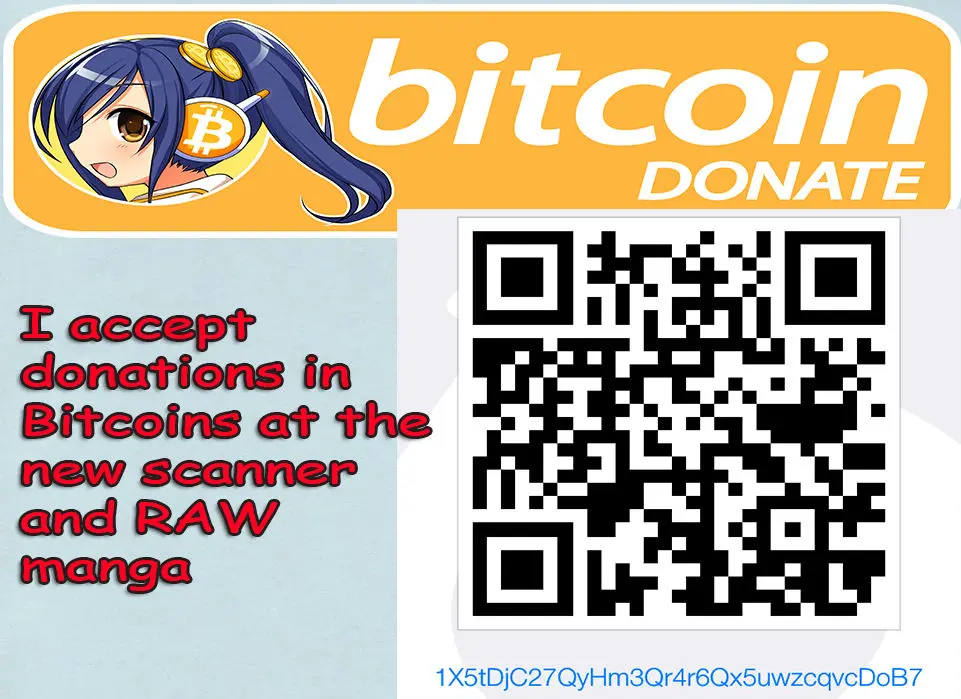 bitcoin
DONATE
I accept
donations in
Bitcoins at the
new scanner
and RAW
manga
1X5tDjC27QyHm3Qr4r6Qx5uwzcqvcDoB7